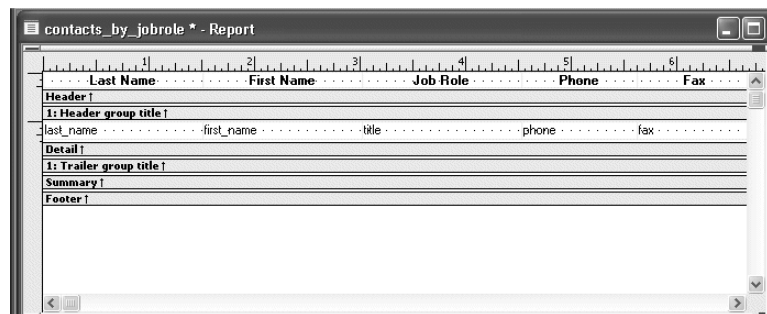 contacts_by_jobrole * - Report
1 2 3 4 5 6
Last Name First Name Job Role Phone Fax
Header ↑
1: Header group title ↑
last_name first_name title phone fax
Detail ↑
1: Trailer group title ↑
Summary ↑
Footer ↑